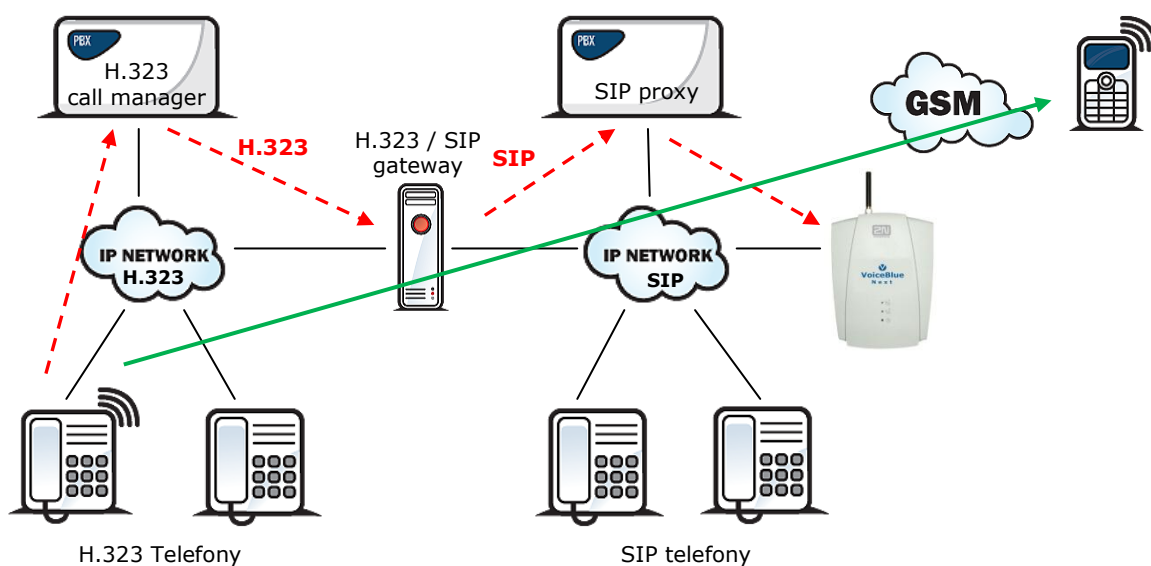 PBX
H.323
call manager
PBX
SIP proxy
GSM
H.323
H.323 / SIP
gateway
SIP
IP NETWORK
H.323
IP NETWORK
SIP
2N
VoiceBlue
Next
H.323 Telefony
SIP telefony